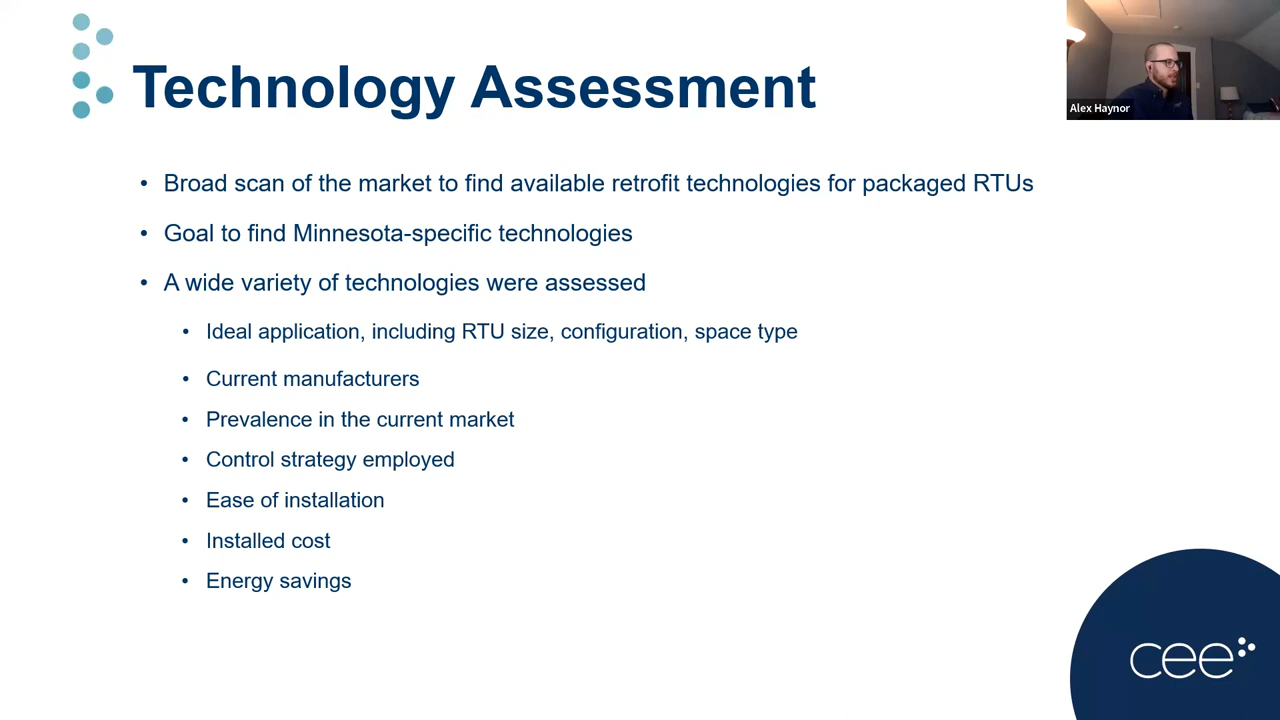 Technology Assessment
Alex Haynor
• Broad scan of the market to find available retrofit technologies for packaged RTUs
• Goal to find Minnesota-specific technologies
• A wide variety of technologies were assessed
• Ideal application, including RTU size, configuration, space type
• Current manufacturers
• Prevalence in the current market
• Control strategy employed
• Ease of installation
• Installed cost
• Energy savings
cee